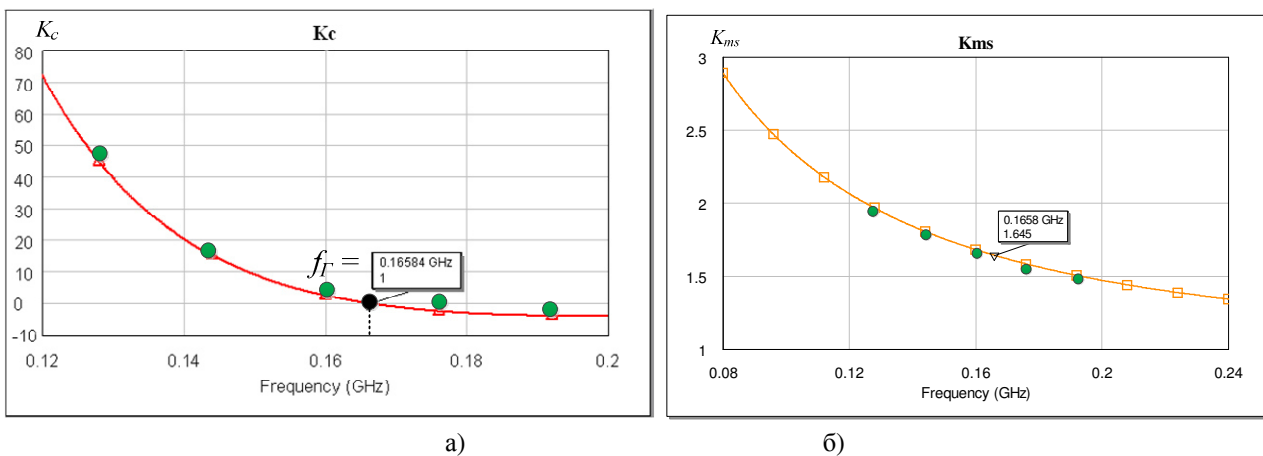 Kc
Kc
80
70
60
50
40
30
20
10
0
-10
fГ =
0.16584 GHz
1
0.12
0.14
0.16
0.18
0.2
Frequency (GHz)
а)
Kms
Kms
3
2.5
2
1.5
1
0.1658 GHz
1.645
0.08
0.12
0.16
0.2
0.24
Frequency (GHz)
б)